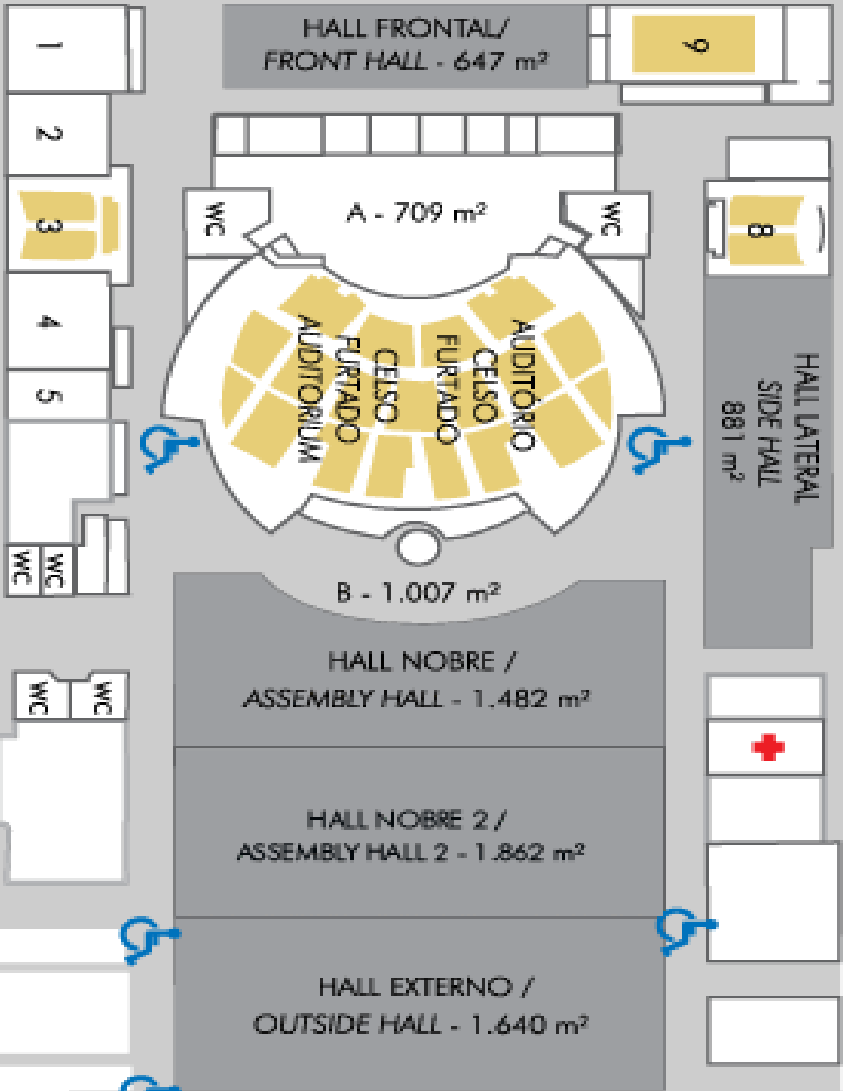 HALL FRONTAL/
FRONT HALL - 647 m²
1
2
3
4
5
9
8
WC
A - 709 m²
WC
AUDITÓRIO
CELSO
FURTADO
CELSO
FURTADO
AUDITORIUM
HALL LATERAL
SIDE HALL
881 m²
WC
WC
B - 1.007 m²
HALL NOBRE /
ASSEMBLY HALL - 1.482 m²
WC
WC
HALL NOBRE 2 /
ASSEMBLY HALL 2 - 1.862 m²
HALL EXTERNO /
OUTSIDE HALL - 1.640 m²